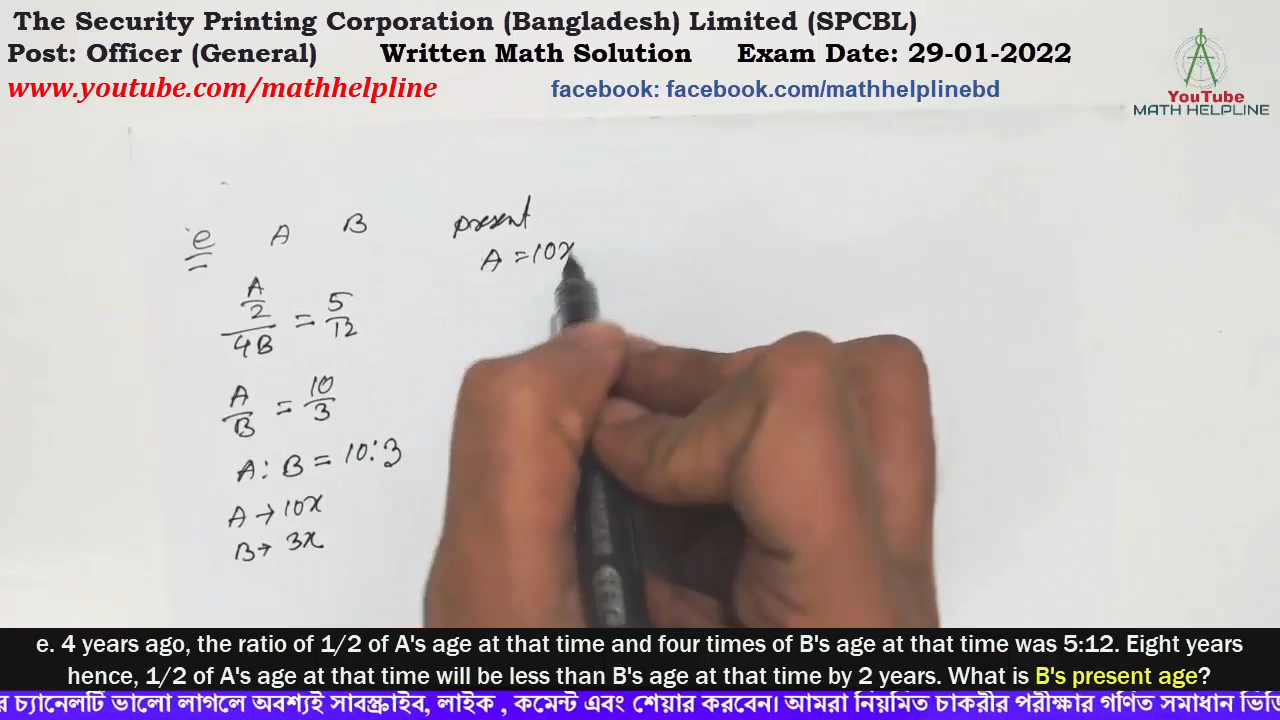 The Security Printing Corporation (Bangladesh) Limited (SPCBL)
Post: Officer (General) Written Math Solution Exam Date: 29-01-2022
www.youtube.com/mathhelpline facebook: facebook.com/mathhelplinebd
YouTube
MATH HELPLINE
e A B
A/2 / 4B = 5/12
A/B = 10/3
A : B = 10:3
A → 10x
B → 3x
present
A = 10x
e. 4 years ago, the ratio of 1/2 of A's age at that time and four times of B's age at that time was 5:12. Eight years
hence, 1/2 of A's age at that time will be less than B's age at that time by 2 years. What is B's present age?
র চ্যানেলটি ভালো লাগলে অবশ্যই সাবস্ক্রাইব, লাইক , কমেন্ট এবং শেয়ার করবেন। আমরা নিয়মিত চাকরীর পরীক্ষার গণিত সমাধান ভিডি